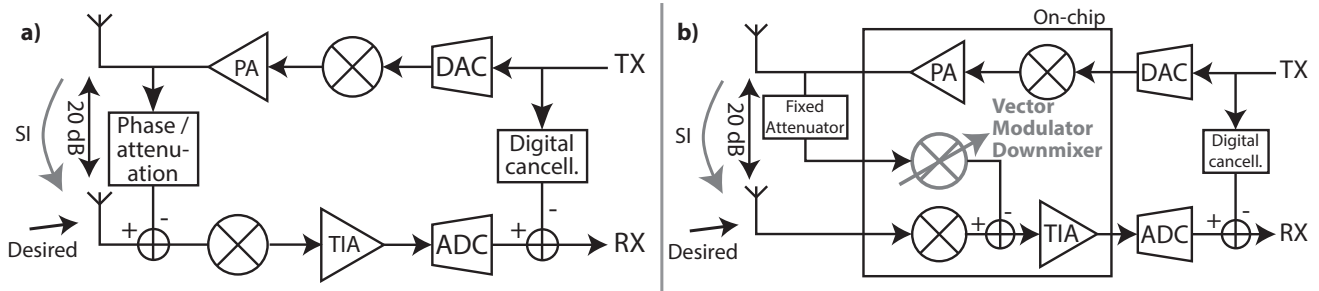 a)
PA
DAC
TX
20 dB
SI
Phase /
attenu-
ation
Digital
cancell.
Desired
+
-
TIA
ADC
+
-
RX
b)
On-chip
PA
DAC
TX
20 dB
SI
Fixed
Attenuator
Vector
Modulator
Downmixer
Digital
cancell.
Desired
+
-
TIA
ADC
+
-
RX